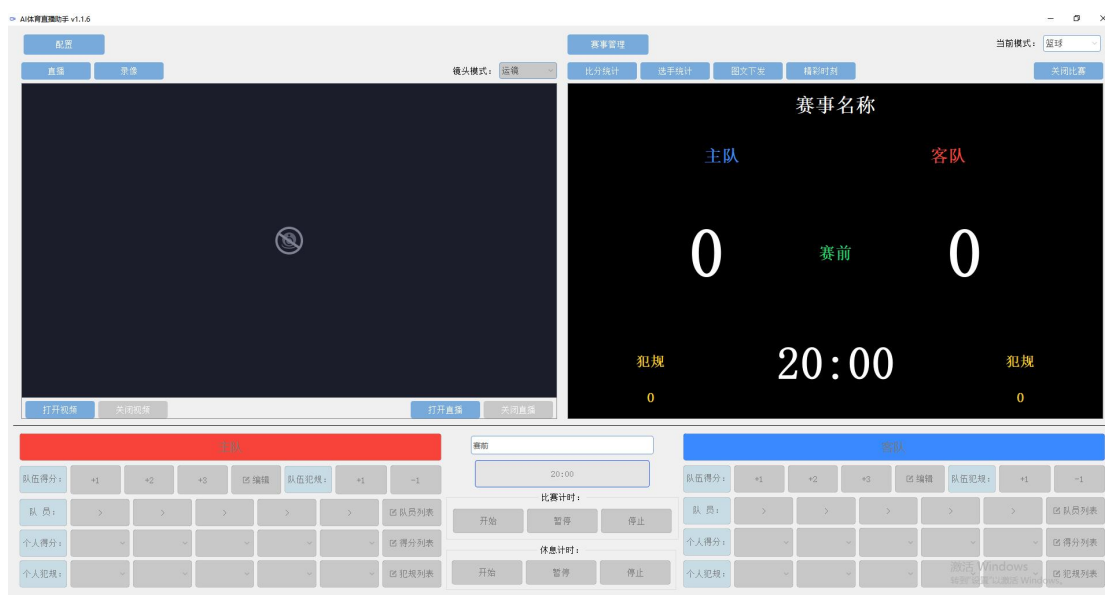 AI体育直播助手 v1.1.6
配置
赛事管理
当前模式： 篮球
直播 录像 镜头模式： 运镜
比分统计 选手统计 图文下发 精彩时刻 关闭比赛
赛事名称
主队 客队
0 赛前 0
犯规 20:00 犯规
0 0
打开视频 关闭视频 打开直播 关闭直播
主队 赛前 客队
队伍得分： +1 +2 +3 编辑 队伍犯规： +1 -1
20:00
队伍得分： +1 +2 +3 编辑 队伍犯规： +1 -1
比赛计时：
队 员： > > > > > 队员列表
开始 暂停 停止
队 员： > > > > > 队员列表
个人得分： 得分列表
休息计时：
个人得分： 得分列表
个人犯规： 犯规列表
开始 暂停 停止
个人犯规： 犯规列表
激活 Windows
转到"设置"以激活 Windows。